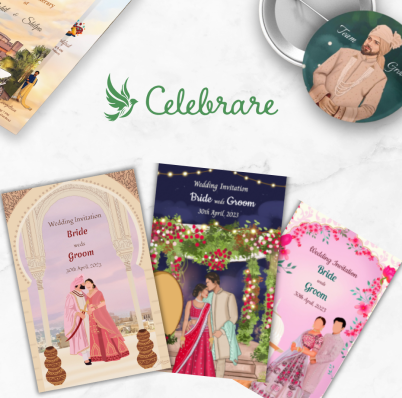 Team
Celebrare
Wedding Invitation
Bride
weds
Groom
30th April, 2023
Wedding Invitation
Bride weds Groom
30th April, 2023
Wedding Invitation
Bride
weds
Groom
30th April, 2023